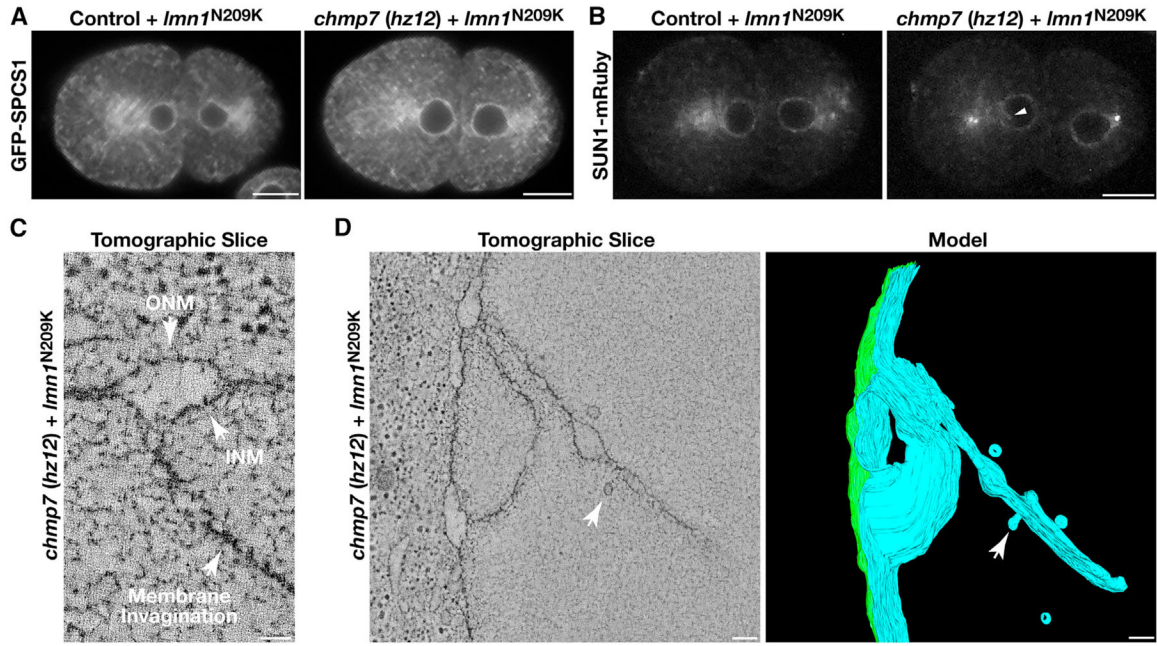 A
Control + lmn1N209K
chmp7 (hz12) + lmn1N209K
GFP-SPCS1
B
Control + lmn1N209K
chmp7 (hz12) + lmn1N209K
SUN1-mRuby
C
Tomographic Slice
chmp7 (hz12) + lmn1N209K
ONM
INM
Membrane
Invagination
D
Tomographic Slice
Model
chmp7 (hz12) + lmn1N209K